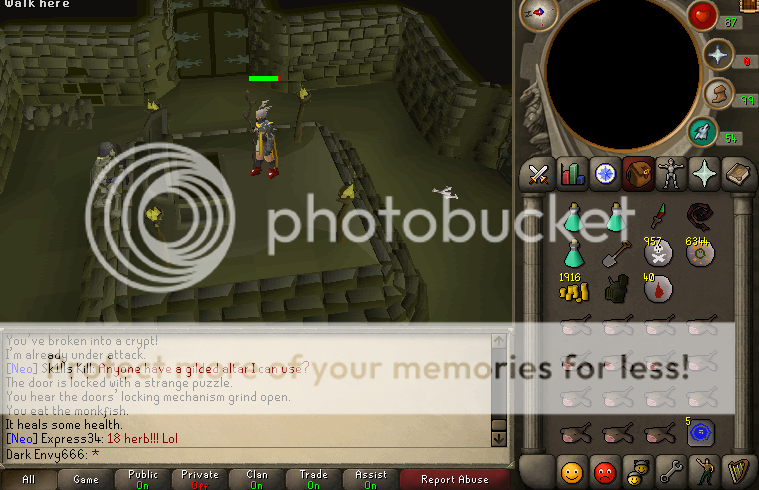 Walk here
87
0
99
54
957
6344
1916
40
5
photobucket
Protect more of your memories for less!
You've broken into a crypt!
I'm already under attack.
[Neo] Skills Kill: Anyone have a gilded altar I can use?
The door is locked with a strange puzzle.
You hear the doors' locking mechanism grind open.
You eat the monkfish.
It heals some health.
[Neo] Express34: 18 herb!!! Lol
Dark Envy666: *
All Game Public Private Clan Trade Assist Report Abuse
On Off On On On